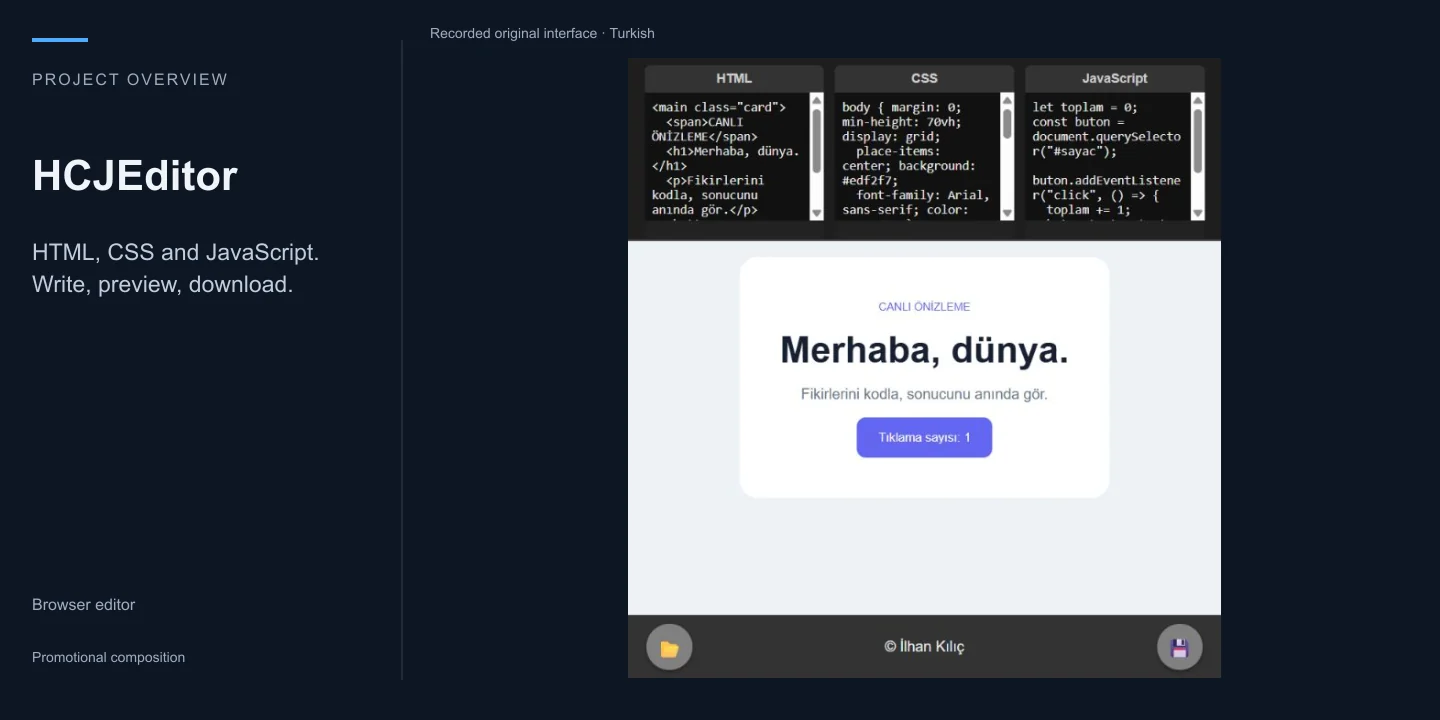 Recorded original interface · Turkish
PROJECT OVERVIEW
HCJEditor
HTML, CSS and JavaScript.
Write, preview, download.
Browser editor
Promotional composition
HTML
<main class="card">
<span>CANLI
ÖNİZLEME</span>
<h1>Merhaba, dünya.
</h1>
<p>Fikirlerini
kodla, sonucunu
anında gör.</p>
CSS
body { margin: 0;
min-height: 70vh;
display: grid;
place-items:
center; background:
#edf2f7;
font-family: Arial,
sans-serif; color:
JavaScript
let toplam = 0;
const buton =
document.querySelecto
r("#sayac");
buton.addEventListene
r("click", () => {
toplam += 1;
CANLI ÖNİZLEME
Merhaba, dünya.
Fikirlerini kodla, sonucunu anında gör.
Tıklama sayısı: 1
© İlhan Kılıç